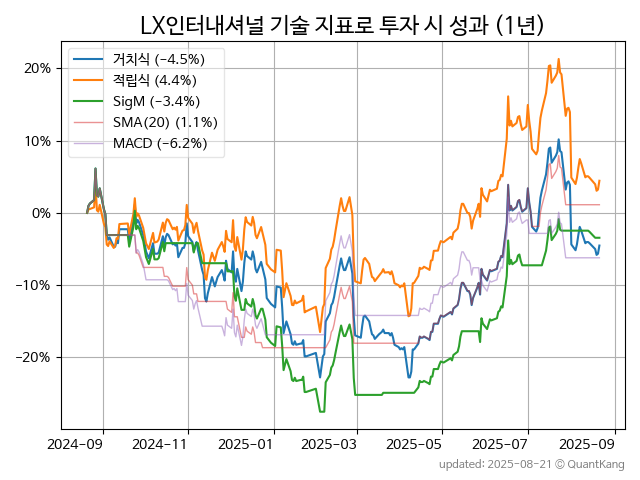 LX인터내셔널 기술 지표로 투자 시 성과 (1년)
거치식 (−4.5%)
적립식 (4.4%)
SigM (−3.4%)
SMA(20) (1.1%)
MACD (−6.2%)
20%
10%
0%
−10%
−20%
2024−09 2024−11 2025−01 2025−03 2025−05 2025−07 2025−09
updated: 2025-08-21 © QuantKang